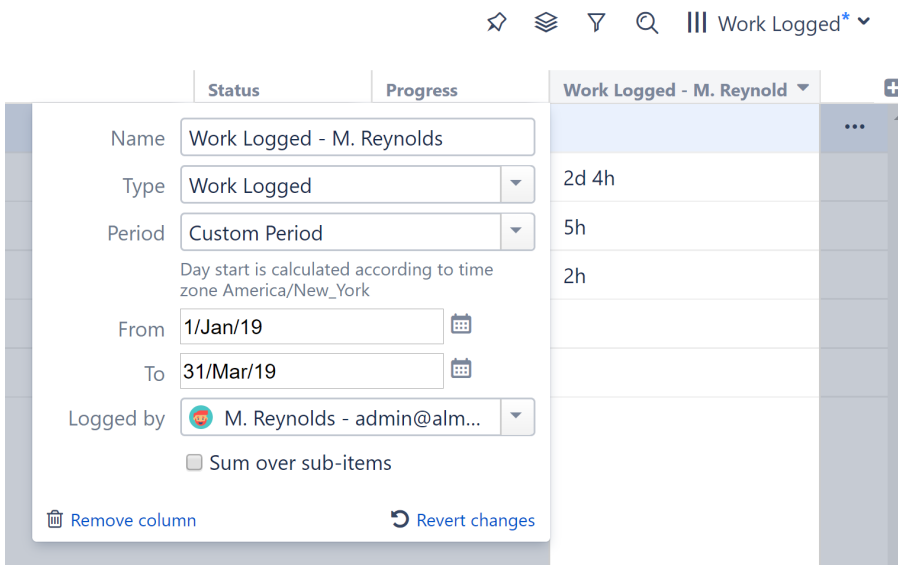 Work Logged*
Status Progress Work Logged - M. Reynold
Name Work Logged - M. Reynolds
Type Work Logged
2d 4h
Period Custom Period
5h
Day start is calculated according to time
zone America/New_York
2h
From 1/Jan/19
To 31/Mar/19
Logged by M. Reynolds - admin@alm...
Sum over sub-items
Remove column Revert changes